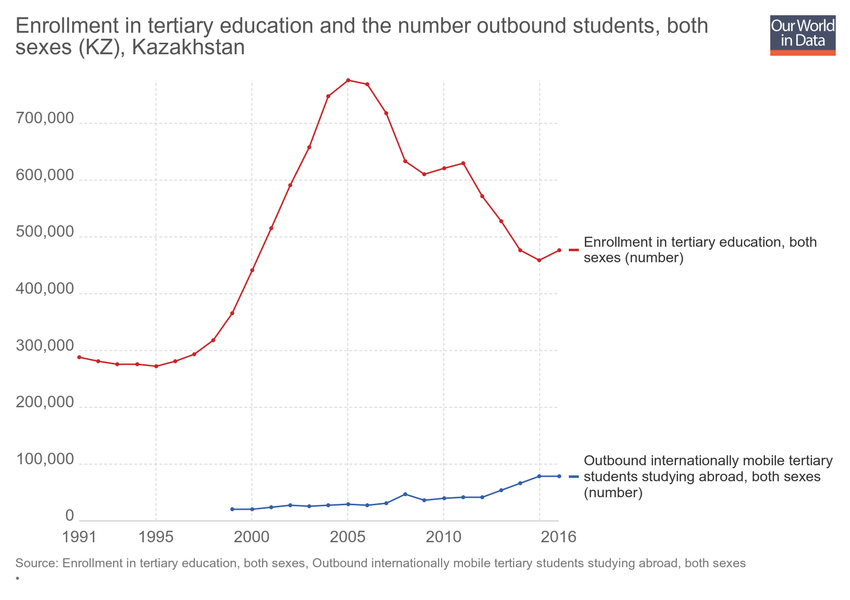 Enrollment in tertiary education and the number outbound students, both
sexes (KZ), Kazakhstan
Our World
in Data
700,000
600,000
500,000
400,000
300,000
200,000
100,000
0
Enrollment in tertiary education, both
sexes (number)
Outbound internationally mobile tertiary
students studying abroad, both sexes
(number)
1991
1995
2000
2005
2010
2016
Source: Enrollment in tertiary education, both sexes, Outbound internationally mobile tertiary students studying abroad, both sexes
•